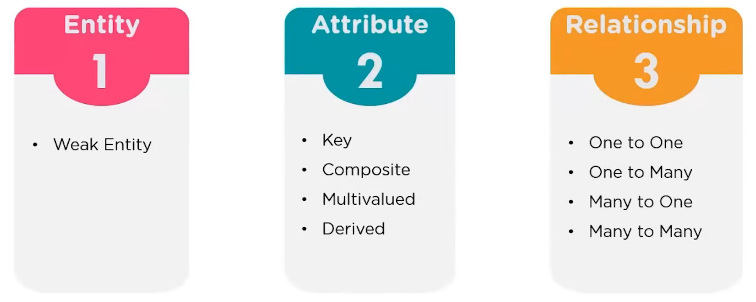 Entity
1
• Weak Entity
Attribute
2
• Key
• Composite
• Multivalued
• Derived
Relationship
3
• One to One
• One to Many
• Many to One
• Many to Many